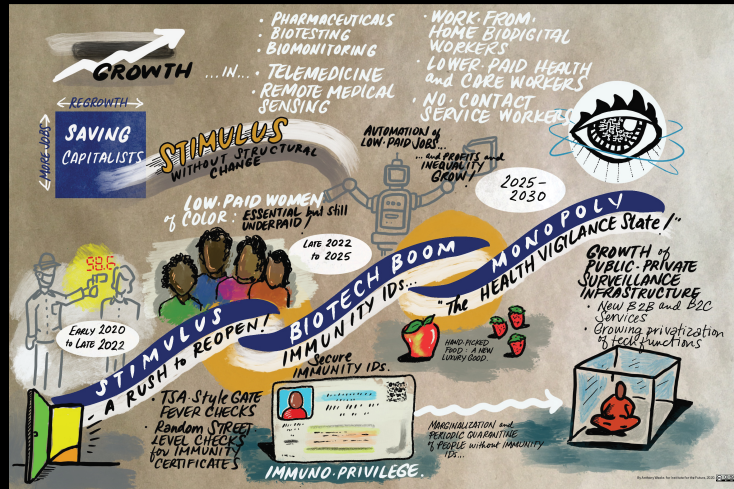 GROWTH ...IN...
• PHARMACEUTICALS
• BIOTESTING
• BIOMONITORING
• TELEMEDICINE
• REMOTE MEDICAL
SENSING
• WORK-FROM-
HOME BIODIGITAL
WORKERS
• LOWER-PAID HEALTH
and CORE WORKERS
• NO-CONTACT
SERVICE WORKERS
REGROWTH
MORE JOBS
SAVING
CAPITALISTS
STIMULUS
WITHOUT STRUCTURAL
CHANGE
AUTOMATION of
LOW-PAID JOBS...
...and PROFITS and
INEQUALITY
GROW!
2025-
2030
LOW-PAID WOMEN
of COLOR: ESSENTIAL but still
UNDERPAID!
LATE 2022
to 2025
98.6
EARLY 2020
to LATE 2022
STIMULUS
- A RUSH to REOPEN!
BIOTECH BOOM
IMMUNITY IDS...
MONOPOLY
"The HEALTH VIGILANCE State!"
GROWTH of
PUBLIC-PRIVATE
SURVEILLANCE
INFRASTRUCTURE
• New B2B and B2C
Services
• Growing privatization
of tech functions
HAND-PICKED
FOOD: A NEW
LUXURY GOOD.
• TSA-Style GATE
FEVER CHECKS
• Random STREET
LEVEL CHECKS
for IMMUNITY
CERTIFICATES
Secure
IMMUNITY IDS.
IMMUNO-PRIVILEGE.
MARGINALIZATION and
PERIODIC QUARANTINE
of PEOPLE without IMMUNITY
IDs...